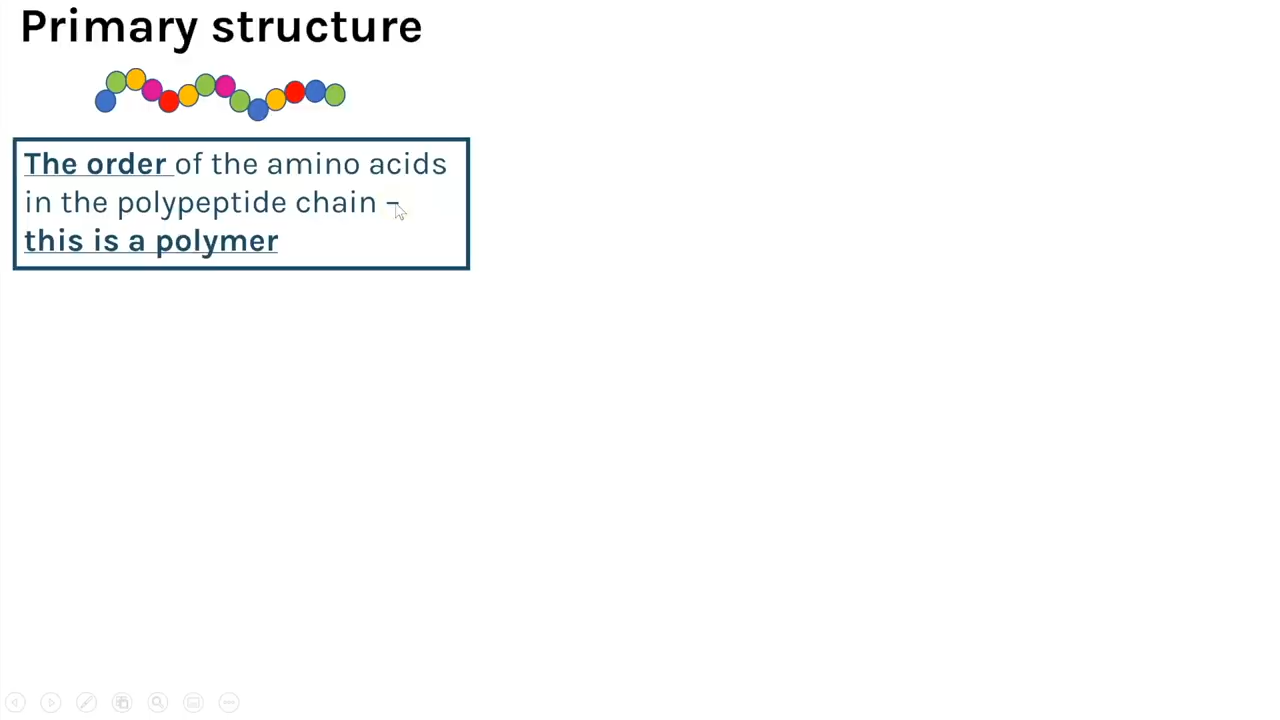 Primary structure
The order of the amino acids
in the polypeptide chain –
this is a polymer